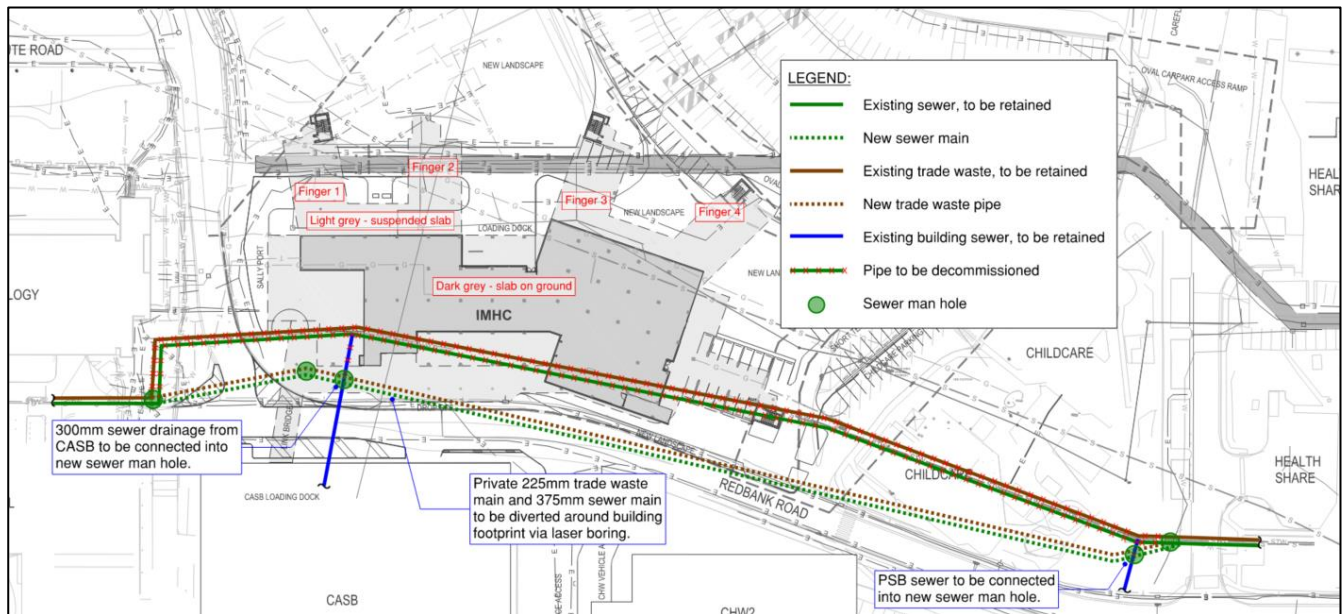 OTE ROAD
NEW LANDSCAPE
CAREFL
OVAL CARPAKR ACCESS RAMP
LEGEND:
Existing sewer, to be retained
New sewer main
Existing trade waste, to be retained
New trade waste pipe
Existing building sewer, to be retained
Pipe to be decommissioned
Sewer man hole
HEAL
SHAR
Finger 1
Finger 2
Finger 3
Finger 4
Light grey - suspended slab
NEW LANDSCAPE
LOADING DOCK
SALLY PORT
Dark grey - slab on ground
IMHC
LOGY
CHILDCARE
300mm sewer drainage from
CASB to be connected into
new sewer man hole.
CASB LOADING DOCK
Private 225mm trade waste
main and 375mm sewer main
to be diverted around building
footprint via laser boring.
NEW LANDSCAPE
REDBANK ROAD
CHILDCARE
HEALTH
SHARE
PSB sewer to be connected
into new sewer man hole.
CASB
CHW VEHICLE A
CHW2